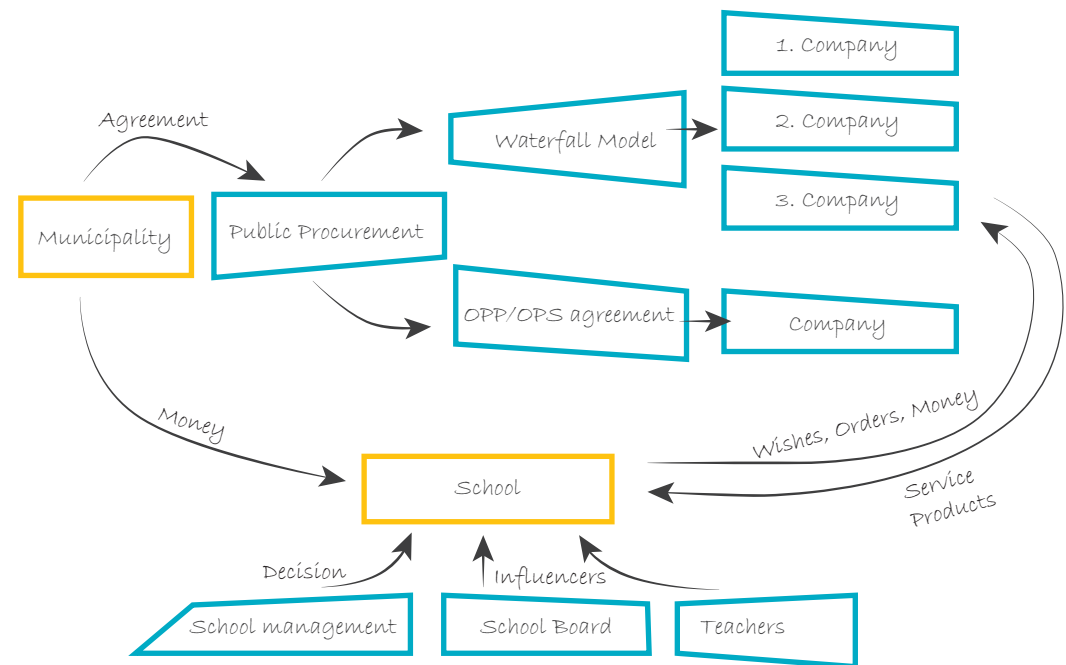 1. Company
Agreement
2. Company
Waterfall Model
3. Company
Municipality
Public Procurement
OPP/OPS agreement
Company
Money
Wishes, Orders, Money
School
Service
Products
Decision
Influencers
School management
School Board
Teachers